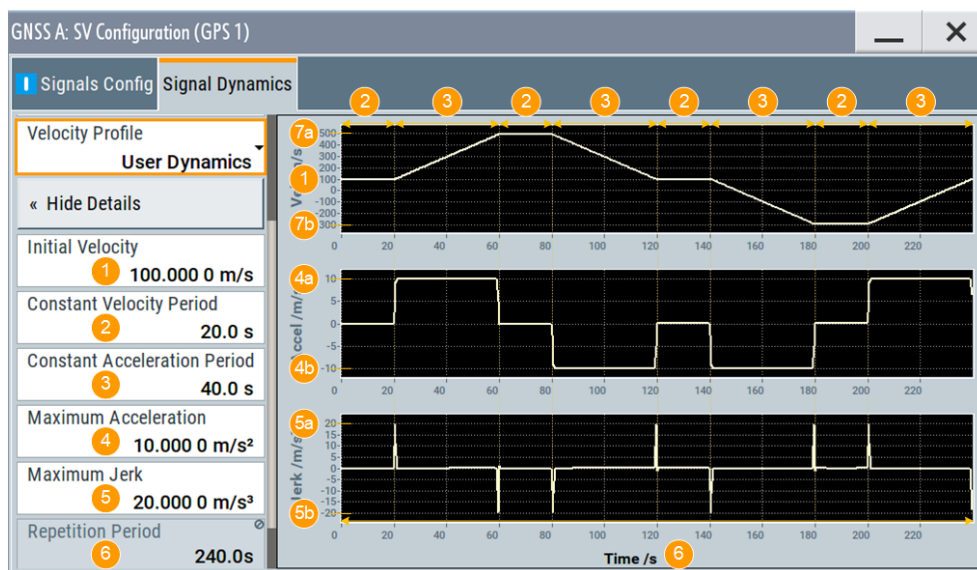 GNSS A: SV Configuration (GPS 1)
Signals Config
Signal Dynamics
Velocity Profile
User Dynamics
« Hide Details
Initial Velocity
1
100.000 0 m/s
Constant Velocity Period
2
20.0 s
Constant Acceleration Period
3
40.0 s
Maximum Acceleration
4
10.000 0 m/s²
Maximum Jerk
5
20.000 0 m/s³
Repetition Period
6
240.0s
2 3 2 3 2 3 2 3
7a
500
400
300
200
1
100
0
-100
-200
7b
300
0 20 40 60 80 100 120 140 160 180 200 220
4a
10
5
0
-5
4b
-10
0 20 40 60 80 100 120 140 160 180 200 220
5a
20
15
10
5
0
-5
-10
-15
5b
-20
Jerk /m/s
0 20 40 60 80 100 120 140 160 180 200 220
Time /s 6